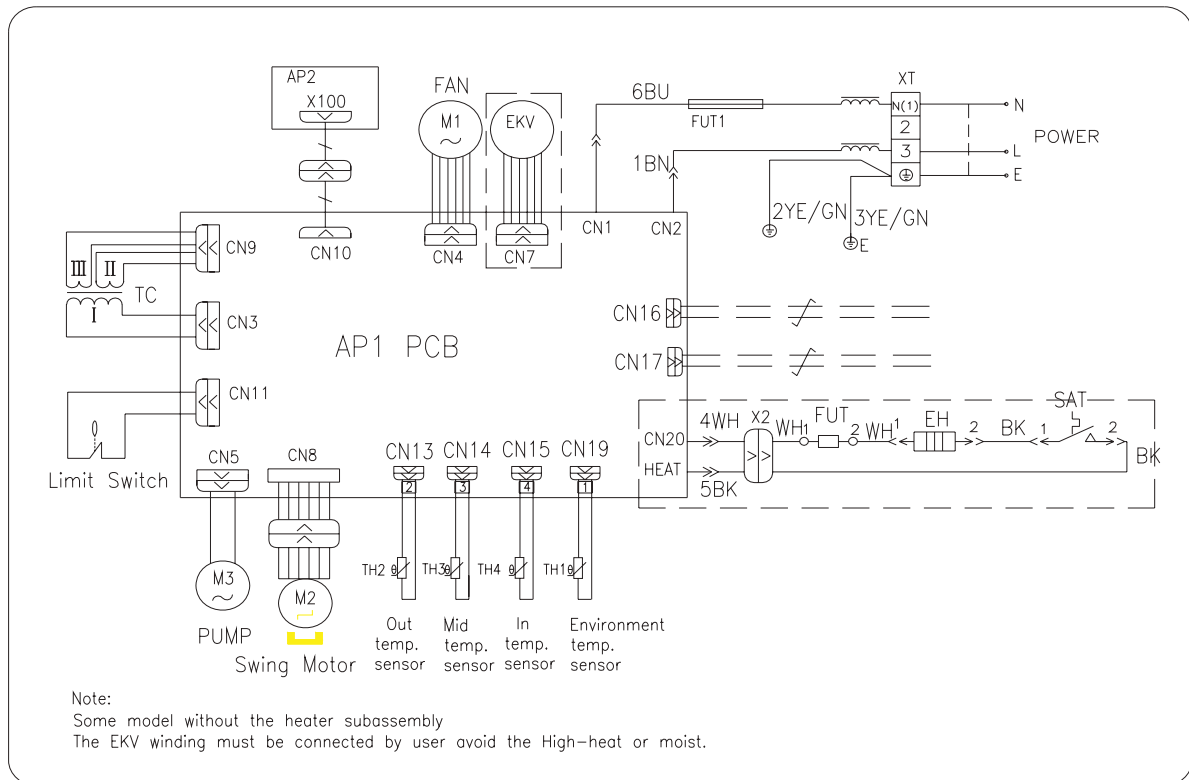 AP2
X100
FAN
M1
EKV
6BU
FUT1
XT
N(1)
2
3
N
L
E
POWER
1BN
2YE/GN
3YE/GN
E
CN1
CN2
CN10
CN4
CN7
CN9
III
II
TC
I
CN3
AP1 PCB
CN16
CN17
CN11
Limit Switch
CN5
CN8
CN13
CN14
CN15
CN19
2
3
4
1
CN20
HEAT
4WH
5BK
X2
WH
1
FUT
2
WH
1
EH
2
BK
1
SAT
2
BK
M3
PUMP
M2
Swing Motor
TH2
θ
TH3
θ
TH4
θ
TH1
θ
Out
temp.
sensor
Mid
temp.
sensor
In
temp.
sensor
Environment
temp.
sensor
Note:
Some model without the heater subassembly
The EKV winding must be connected by user avoid the High-heat or moist.